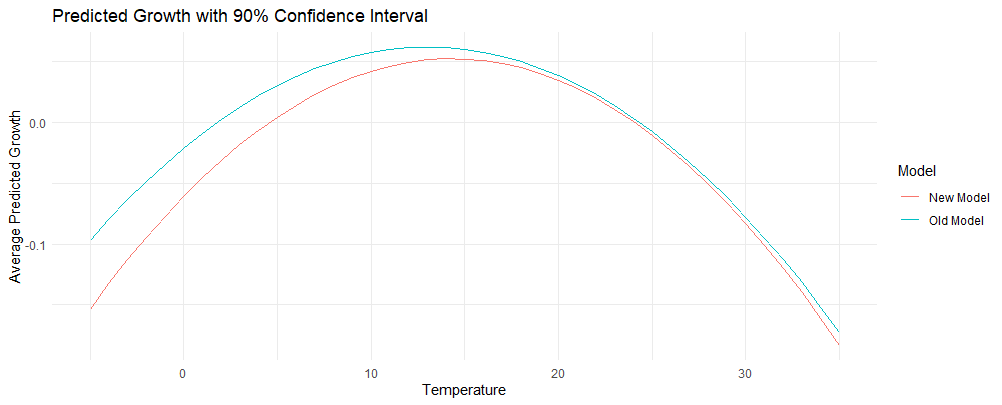 Predicted Growth with 90% Confidence Interval
Average Predicted Growth
0.0
-0.1
0
10
20
30
Temperature
Model
New Model
Old Model